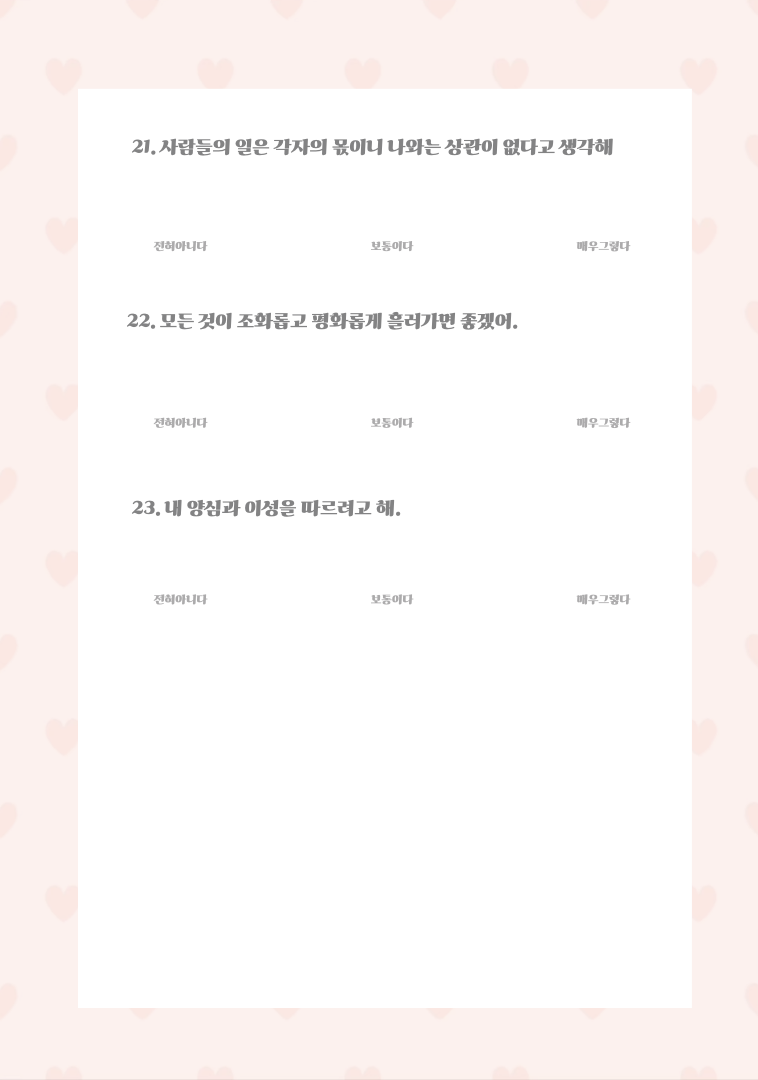 21. 사람들의 일은 각자의 몫이니 나와는 상관이 없다고 생각해
전혀아니다 보통이다 매우그렇다
22. 모든 것이 조화롭고 평화롭게 흘러가면 좋겠어.
전혀아니다 보통이다 매우그렇다
23. 내 양심과 이성을 따르려고 해.
전혀아니다 보통이다 매우그렇다